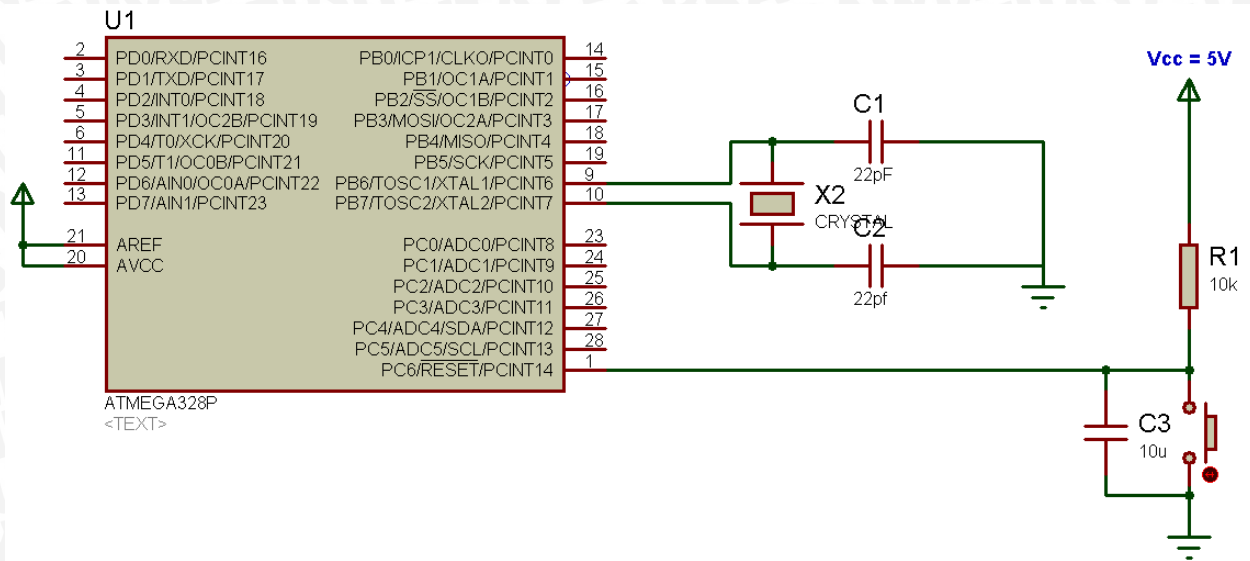 U1
2 PD0/RXD/PCINT16
3 PD1/TXD/PCINT17
4 PD2/INT0/PCINT18
5 PD3/INT1/OC2B/PCINT19
6 PD4/T0/XCK/PCINT20
11 PD5/T1/OC0B/PCINT21
12 PD6/AIN0/OC0A/PCINT22
13 PD7/AIN1/PCINT23
21 AREF
20 AVCC
PB0/ICP1/CLKO/PCINT0 14
PB1/OC1A/PCINT1 15
PB2/SS/OC1B/PCINT2 16
PB3/MOSI/OC2A/PCINT3 17
PB4/MISO/PCINT4 18
PB5/SCK/PCINT5 19
PB6/TOSC1/XTAL1/PCINT6 9
PB7/TOSC2/XTAL2/PCINT7 10
PC0/ADC0/PCINT8 23
PC1/ADC1/PCINT9 24
PC2/ADC2/PCINT10 25
PC3/ADC3/PCINT11 26
PC4/ADC4/SDA/PCINT12 27
PC5/ADC5/SCL/PCINT13 28
PC6/RESET/PCINT14 1
ATMEGA328P
<TEXT>
C1
22pF
X2
CRYSTAL
C2
22pf
Vcc = 5V
R1
10k
C3
10u